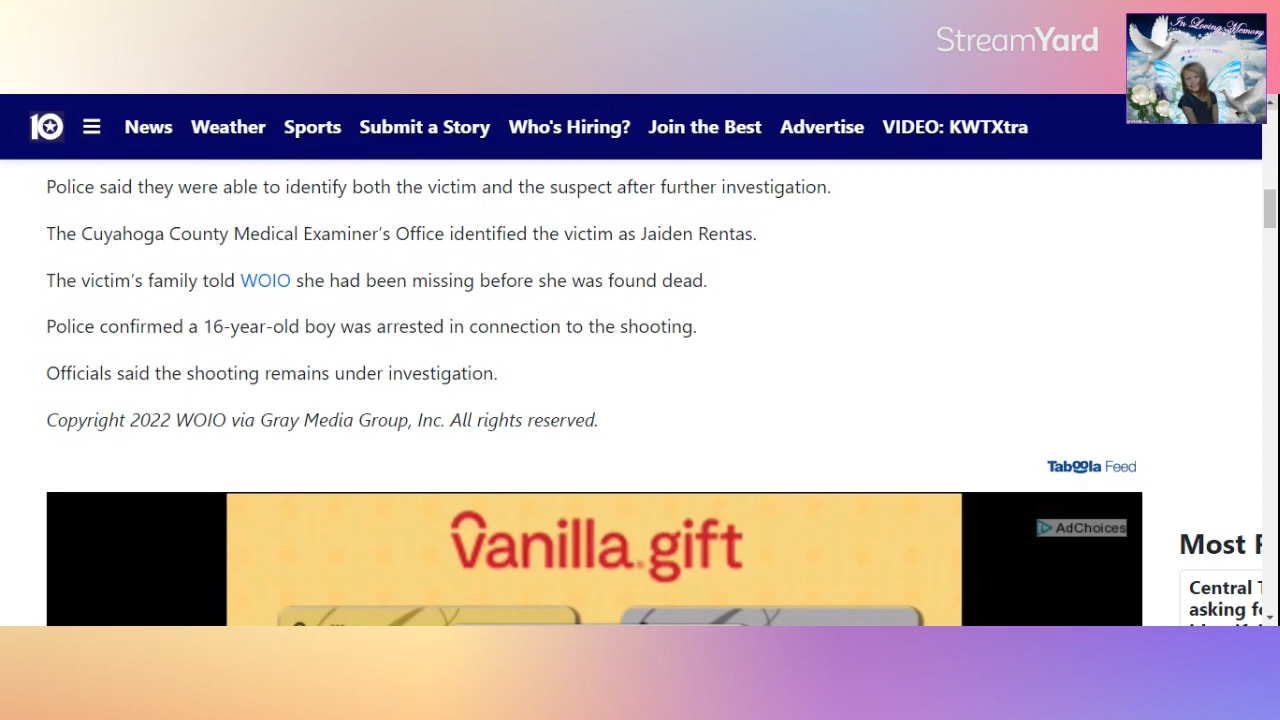 StreamYard
In Loving Memory
10 News Weather Sports Submit a Story Who's Hiring? Join the Best Advertise VIDEO: KWTXtra
Police said they were able to identify both the victim and the suspect after further investigation.
The Cuyahoga County Medical Examiner’s Office identified the victim as Jaiden Rentas.
The victim’s family told WOIO she had been missing before she was found dead.
Police confirmed a 16-year-old boy was arrested in connection to the shooting.
Officials said the shooting remains under investigation.
Copyright 2022 WOIO via Gray Media Group, Inc. All rights reserved.
Taboola Feed
Vanilla.gift
AdChoices
Most
Central
asking